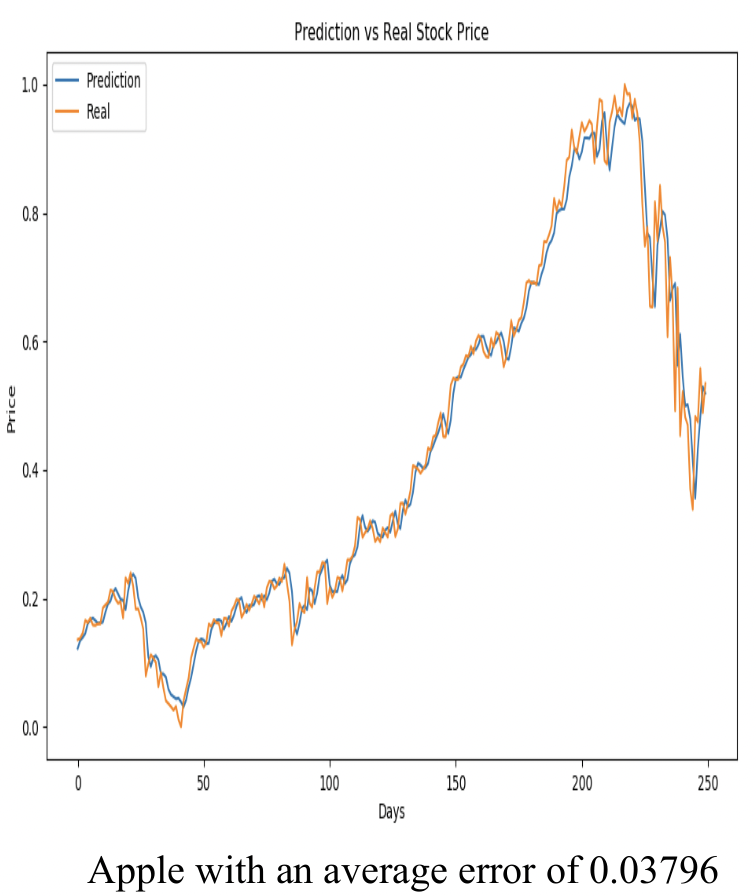 Prediction vs Real Stock Price
Prediction
Real
1.0
0.8
0.6
0.4
0.2
0.0
Price
0 50 100 150 200 250
Days
Apple with an average error of 0.03796